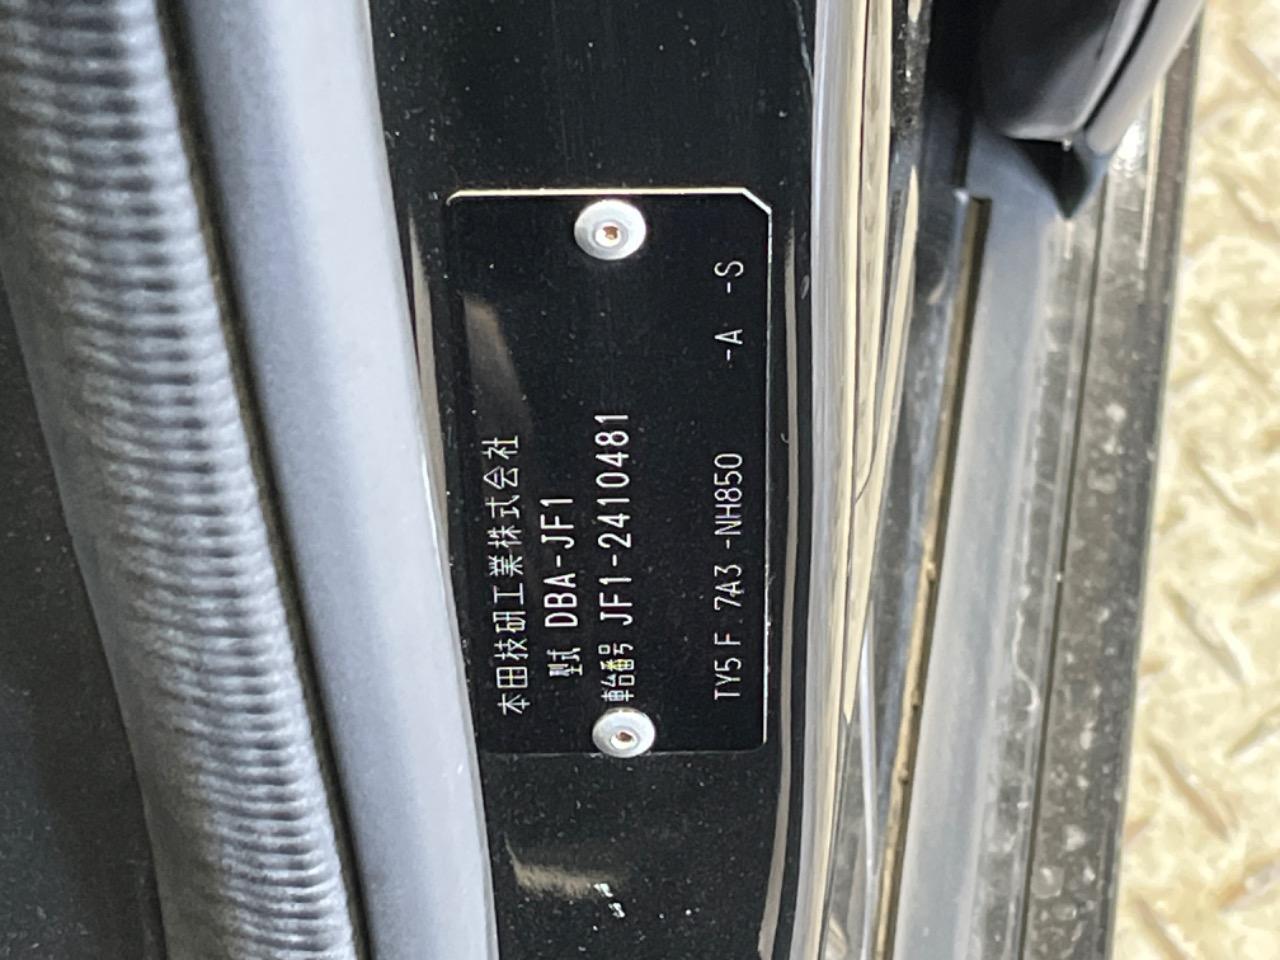 本田技研工業株式会社
型式 DBA-JF1
車台番号 JF1-2410481
TY5F 7A3 -NH850 -A -S